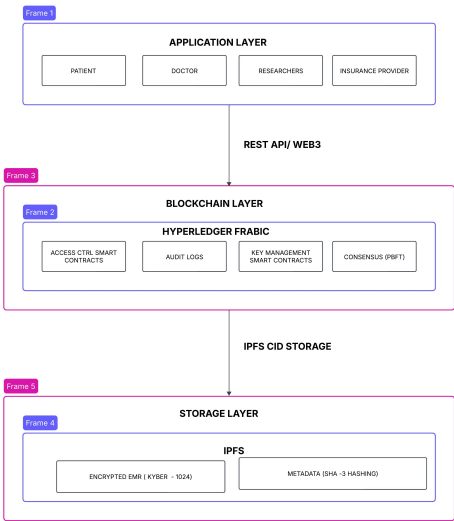 Frame 1
APPLICATION LAYER
PATIENT
DOCTOR
RESEARCHERS
INSURANCE PROVIDER
REST API/ WEB3
Frame 3
BLOCKCHAIN LAYER
Frame 2
HYPERLEDGER FRABIC
ACCESS CTRL SMART
CONTRACTS
AUDIT LOGS
KEY MANAGEMENT
SMART CONTRACTS
CONSENSUS (PBFT)
IPFS CID STORAGE
Frame 5
STORAGE LAYER
Frame 4
IPFS
ENCRYPTED EMR ( KYBER - 1024)
METADATA (SHA -3 HASHING)